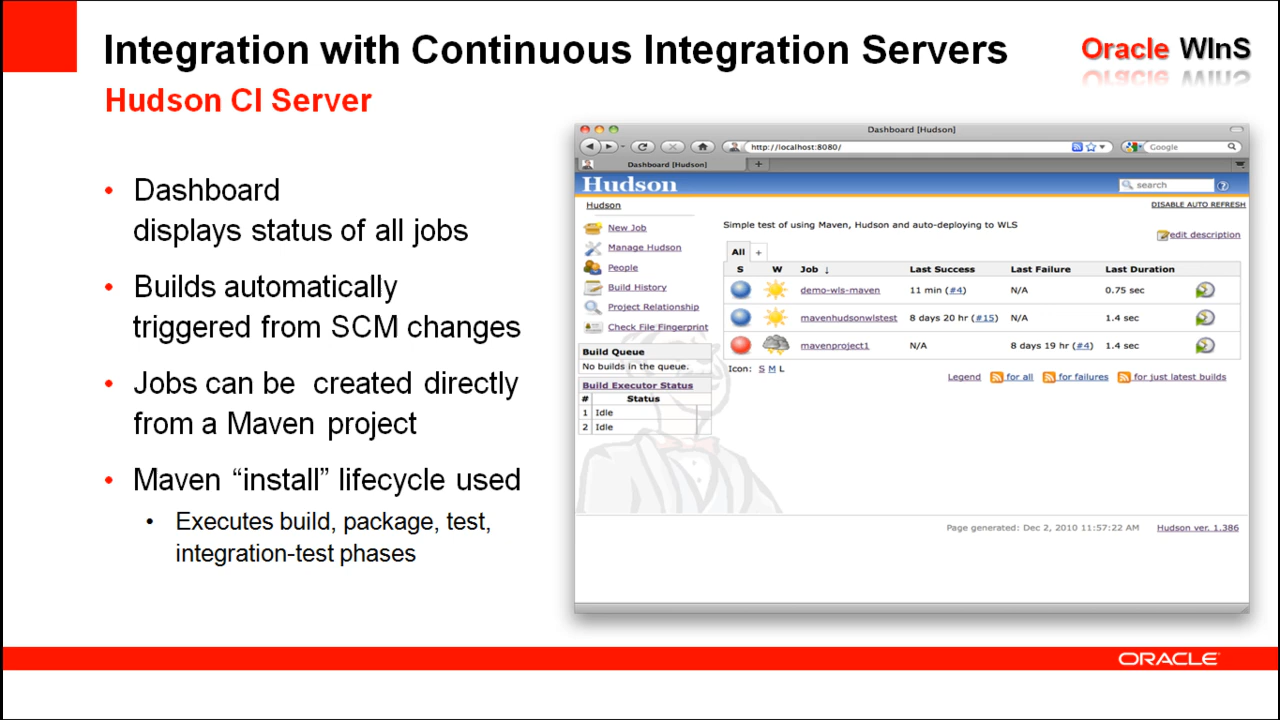 Integration with Continuous Integration Servers
Oracle WInS
Hudson CI Server
• Dashboard
displays status of all jobs
• Builds automatically
triggered from SCM changes
• Jobs can be created directly
from a Maven project
• Maven “install” lifecycle used
• Executes build, package, test,
integration-test phases
Dashboard [Hudson]
http://localhost:8080/
Google
Dashboard [Hudson]
+
Hudson
search
?
Hudson
DISABLE AUTO REFRESH
New Job
Manage Hudson
People
Build History
Project Relationship
Check File Fingerprint
Build Queue
No builds in the queue.
Build Executor Status
# Status
1 Idle
2 Idle
Simple test of using Maven, Hudson and auto-deploying to WLS
edit description
All +
S W Job ↓ Last Success Last Failure Last Duration
demo-wls-maven 11 min (#4) N/A 0.75 sec
mavenhudsonwlstest 8 days 20 hr (#15) N/A 1.4 sec
mavenproject1 N/A 8 days 19 hr (#4) 1.4 sec
Icon: S M L
Legend for all for failures for just latest builds
Page generated: Dec 2, 2010 11:57:22 AM Hudson ver. 1.386
ORACLE